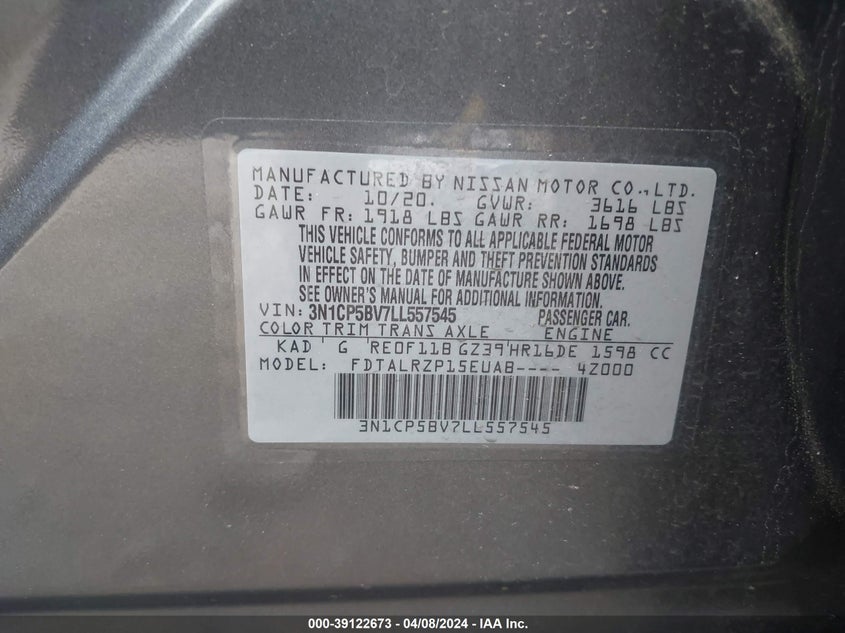 MANUFACTURED BY NISSAN MOTOR CO., LTD.
DATE: 10/20. GVWR: 3616 LBS
GAWR FR: 1918 LBS GAWR RR: 1698 LBS
THIS VEHICLE CONFORMS TO ALL APPLICABLE FEDERAL MOTOR
VEHICLE SAFETY, BUMPER AND THEFT PREVENTION STANDARDS
IN EFFECT ON THE DATE OF MANUFACTURE SHOWN ABOVE.
SEE OWNER'S MANUAL FOR ADDITIONAL INFORMATION.
VIN: 3N1CP5BV7LL557545 PASSENGER CAR.
COLOR TRIM TRANS AXLE ENGINE
KAD ' G 'RE0F11B GZ39'HR16DE 1598 CC
MODEL: FDTALRZP15EUAB---- 4Z000
3N1CP5BV7LL557545
000-39122673 - 04/08/2024 - IAA Inc.